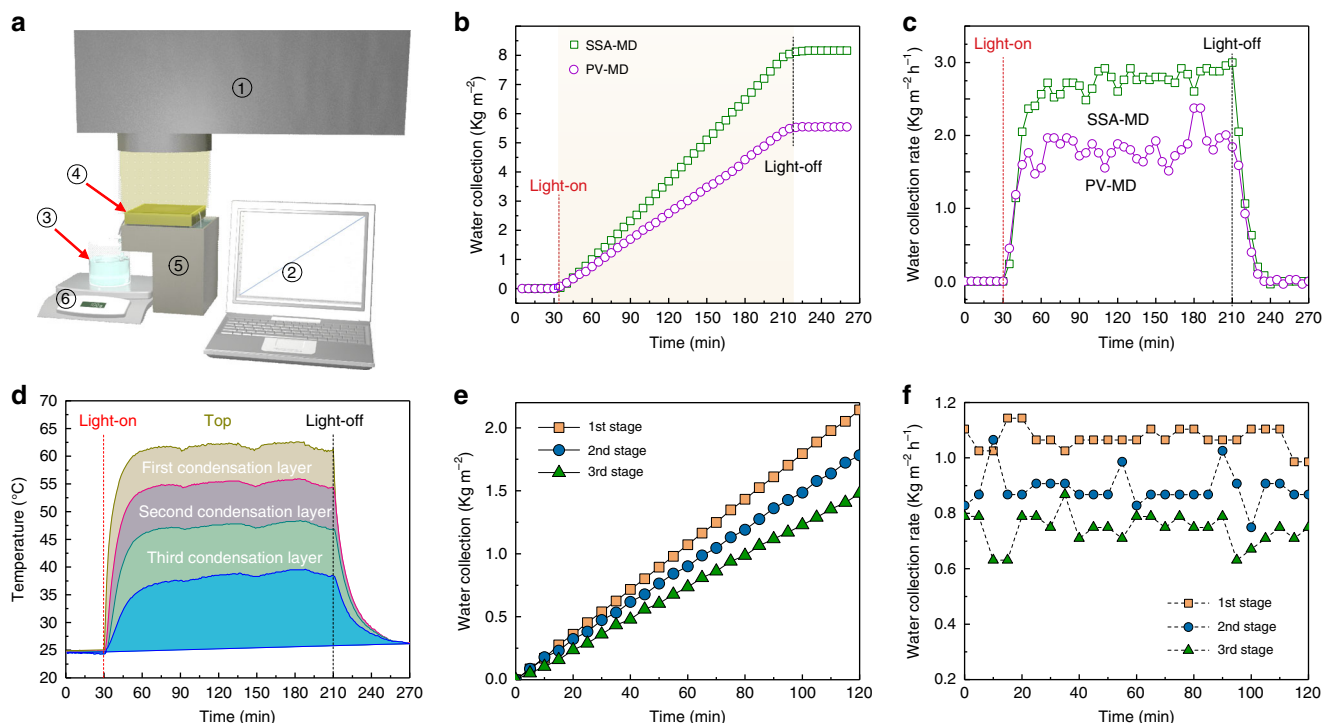 a
①
④
③
②
⑤
⑥
b
SSA-MD
PV-MD
Light-on
Light-off
Water collection (Kg m⁻²)
8
7
6
5
4
3
2
1
0
0 30 60 90 120 150 180 210 240 270
Time (min)
c
Light-on
Light-off
SSA-MD
PV-MD
Water collection rate (Kg m⁻² h⁻¹)
3.0
2.0
1.0
0.0
0 30 60 90 120 150 180 210 240 270
Time (min)
d
Light-on
Top
Light-off
First condensation layer
Second condensation layer
Third condensation layer
Temperature (°C)
70
65
60
55
50
45
40
35
30
25
20
0 30 60 90 120 150 180 210 240 270
Time (min)
e
1st stage
2nd stage
3rd stage
Water collection (Kg m⁻²)
2.0
1.5
1.0
0.5
0.0
0 20 40 60 80 100 120
Time (min)
f
1st stage
2nd stage
3rd stage
Water collection rate (Kg m⁻² h⁻¹)
1.2
1.0
0.8
0.6
0.4
0.2
0 20 40 60 80 100 120
Time (min)